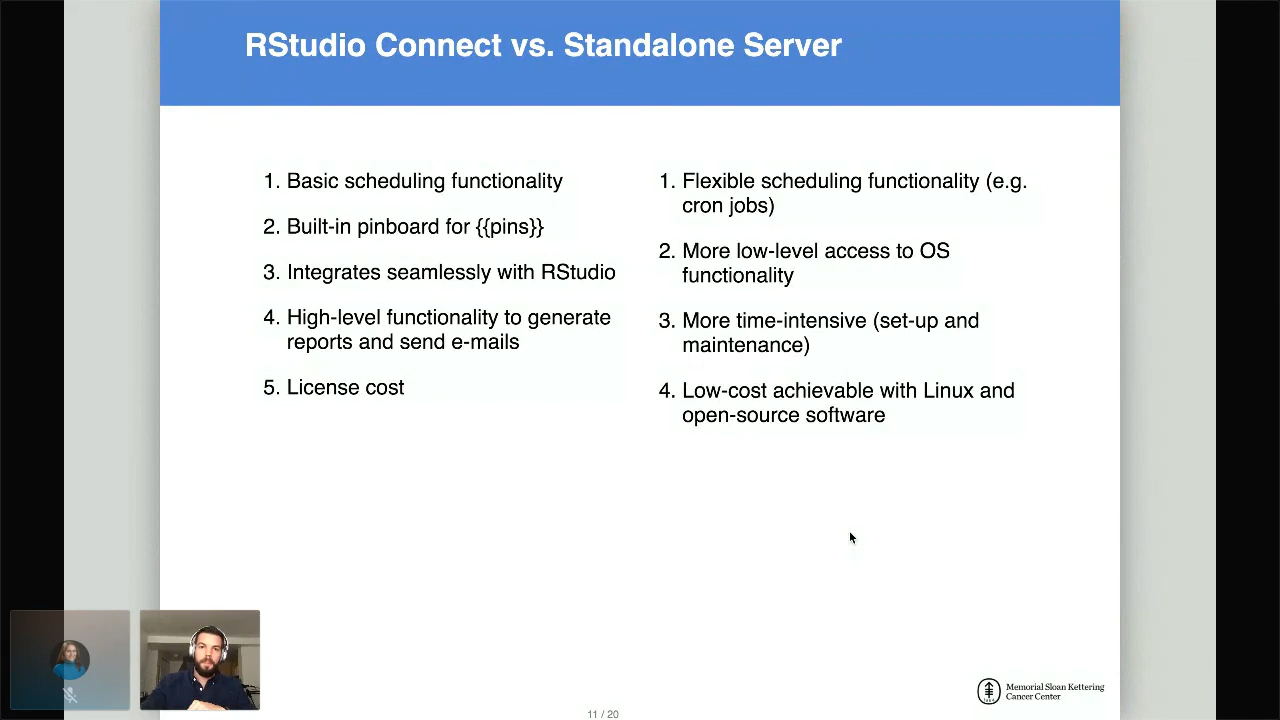 RStudio Connect vs. Standalone Server
1. Basic scheduling functionality
2. Built-in pinboard for {{pins}}
3. Integrates seamlessly with RStudio
4. High-level functionality to generate
reports and send e-mails
5. License cost
1. Flexible scheduling functionality (e.g.
cron jobs)
2. More low-level access to OS
functionality
3. More time-intensive (set-up and
maintenance)
4. Low-cost achievable with Linux and
open-source software
Memorial Sloan Kettering
Cancer Center
11 / 20